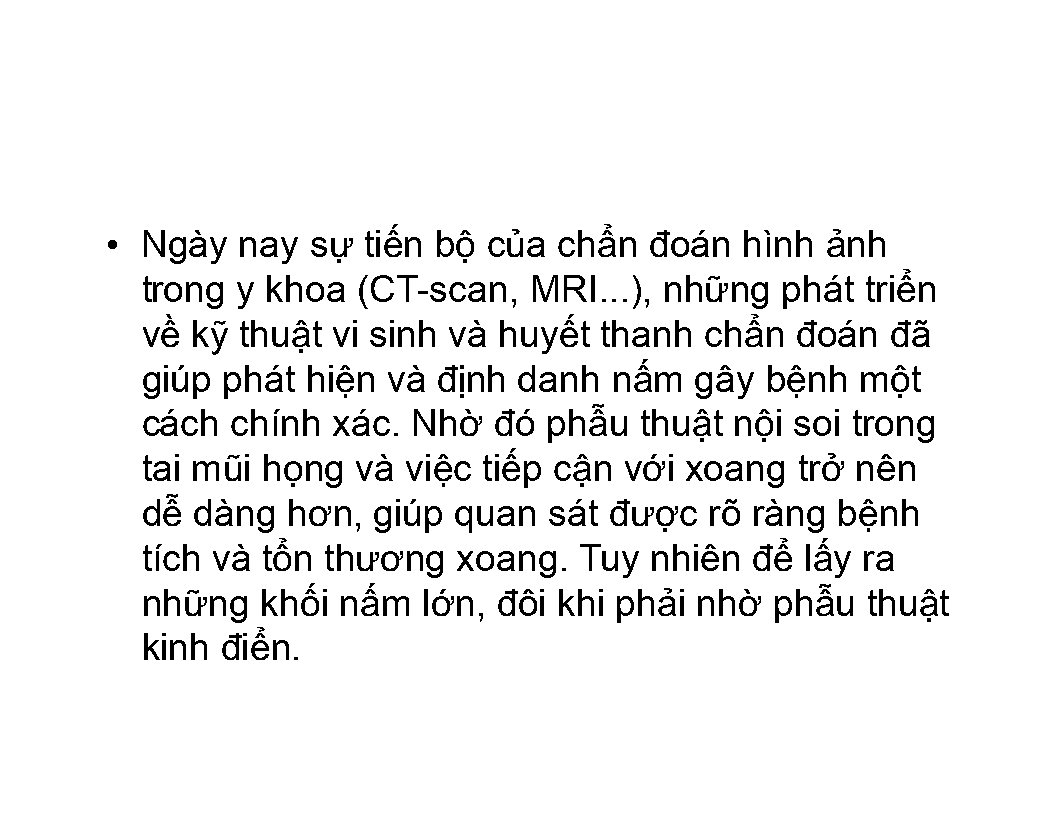 • Ngày nay sự tiến bộ của chẩn đoán hình ảnh
trong y khoa (CT-scan, MRI...), những phát triển
về kỹ thuật vi sinh và huyết thanh chẩn đoán đã
giúp phát hiện và định danh nấm gây bệnh một
cách chính xác. Nhờ đó phẫu thuật nội soi trong
tai mũi họng và việc tiếp cận với xoang trở nên
dễ dàng hơn, giúp quan sát được rõ ràng bệnh
tích và tổn thương xoang. Tuy nhiên để lấy ra
những khối nấm lớn, đôi khi phải nhờ phẫu thuật
kinh điển.